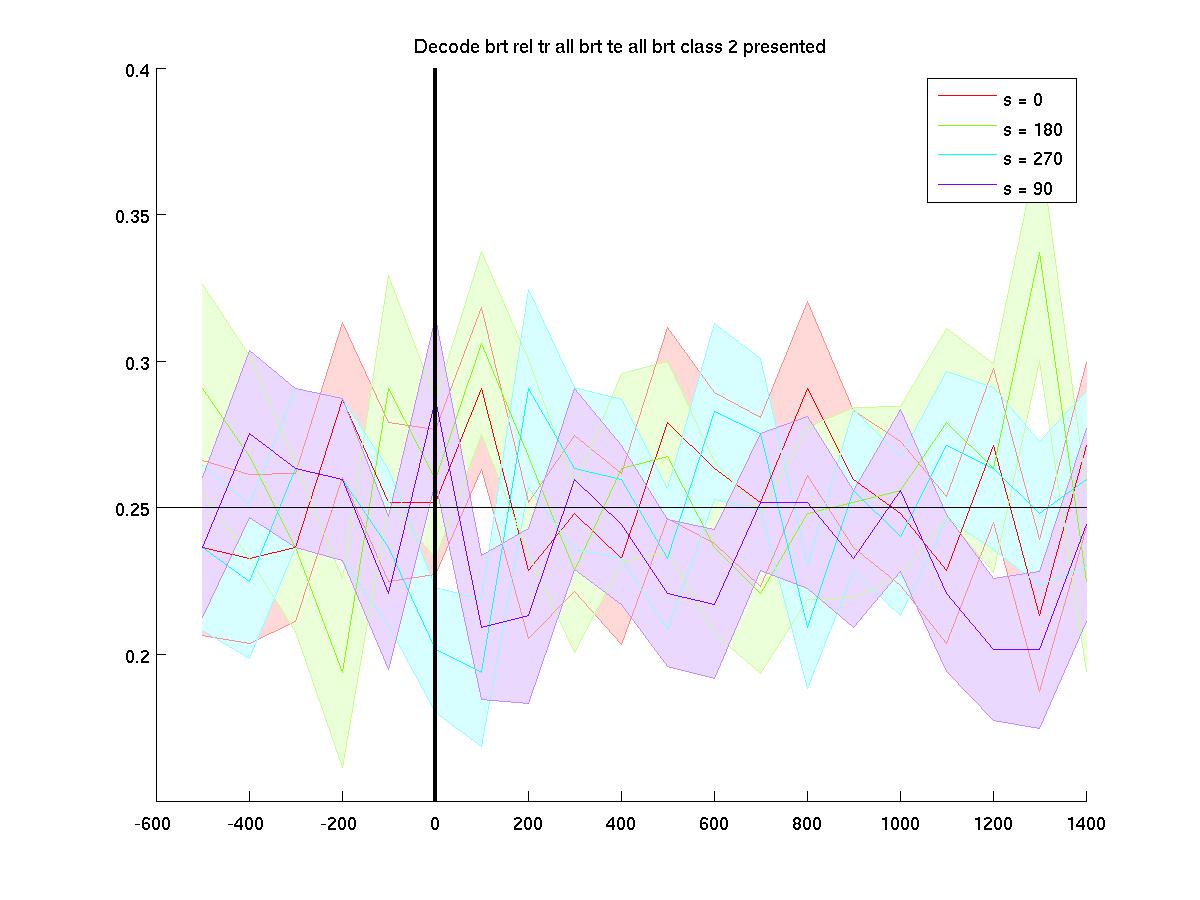 Decode brt rel tr all brt te all brt class 2 presented
0.4
0.35
0.3
0.25
0.2
s = 0
s = 180
s = 270
s = 90
-600 -400 -200 0 200 400 600 800 1000 1200 1400